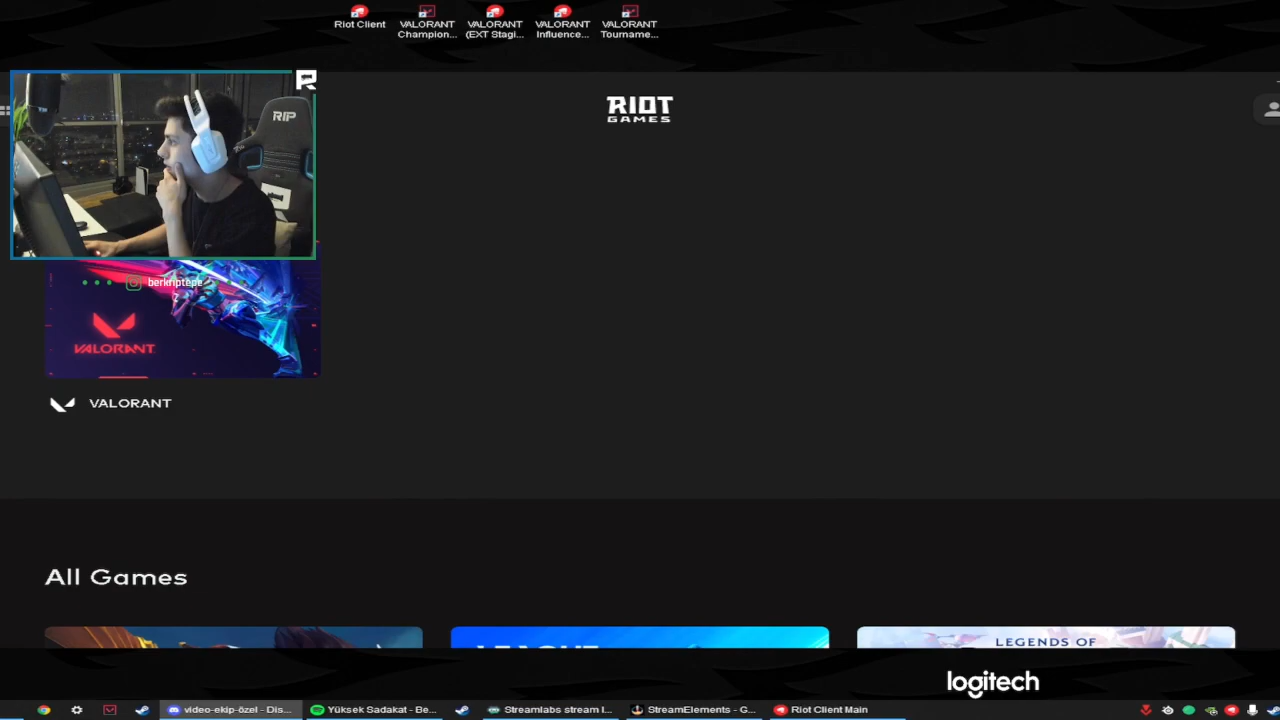 Riot Client
VALORANT
Champion...
VALORANT
(EXT Stagi...
VALORANT
Influence...
VALORANT
Tourname...
RIOT
GAMES
RIP
berkriptepe
VALORANT
VALORANT
All Games
LEGENDS OF
logitech
video-ekip-özel - Dis...
Yüksek Sadakat - Be...
Streamlabs stream l...
StreamElements - G...
Riot Client Main